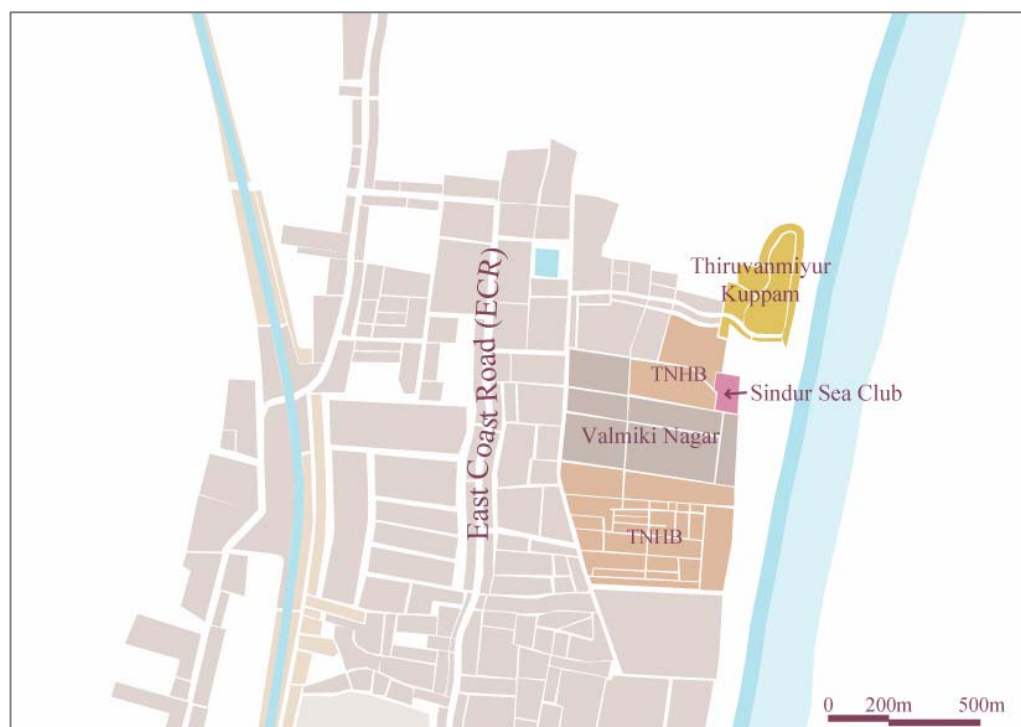 Thiruvanmiyur
Kuppam
East Coast Road (ECR)
TNHB
Sindur Sea Club
Valmiki Nagar
TNHB
0 200m 500m